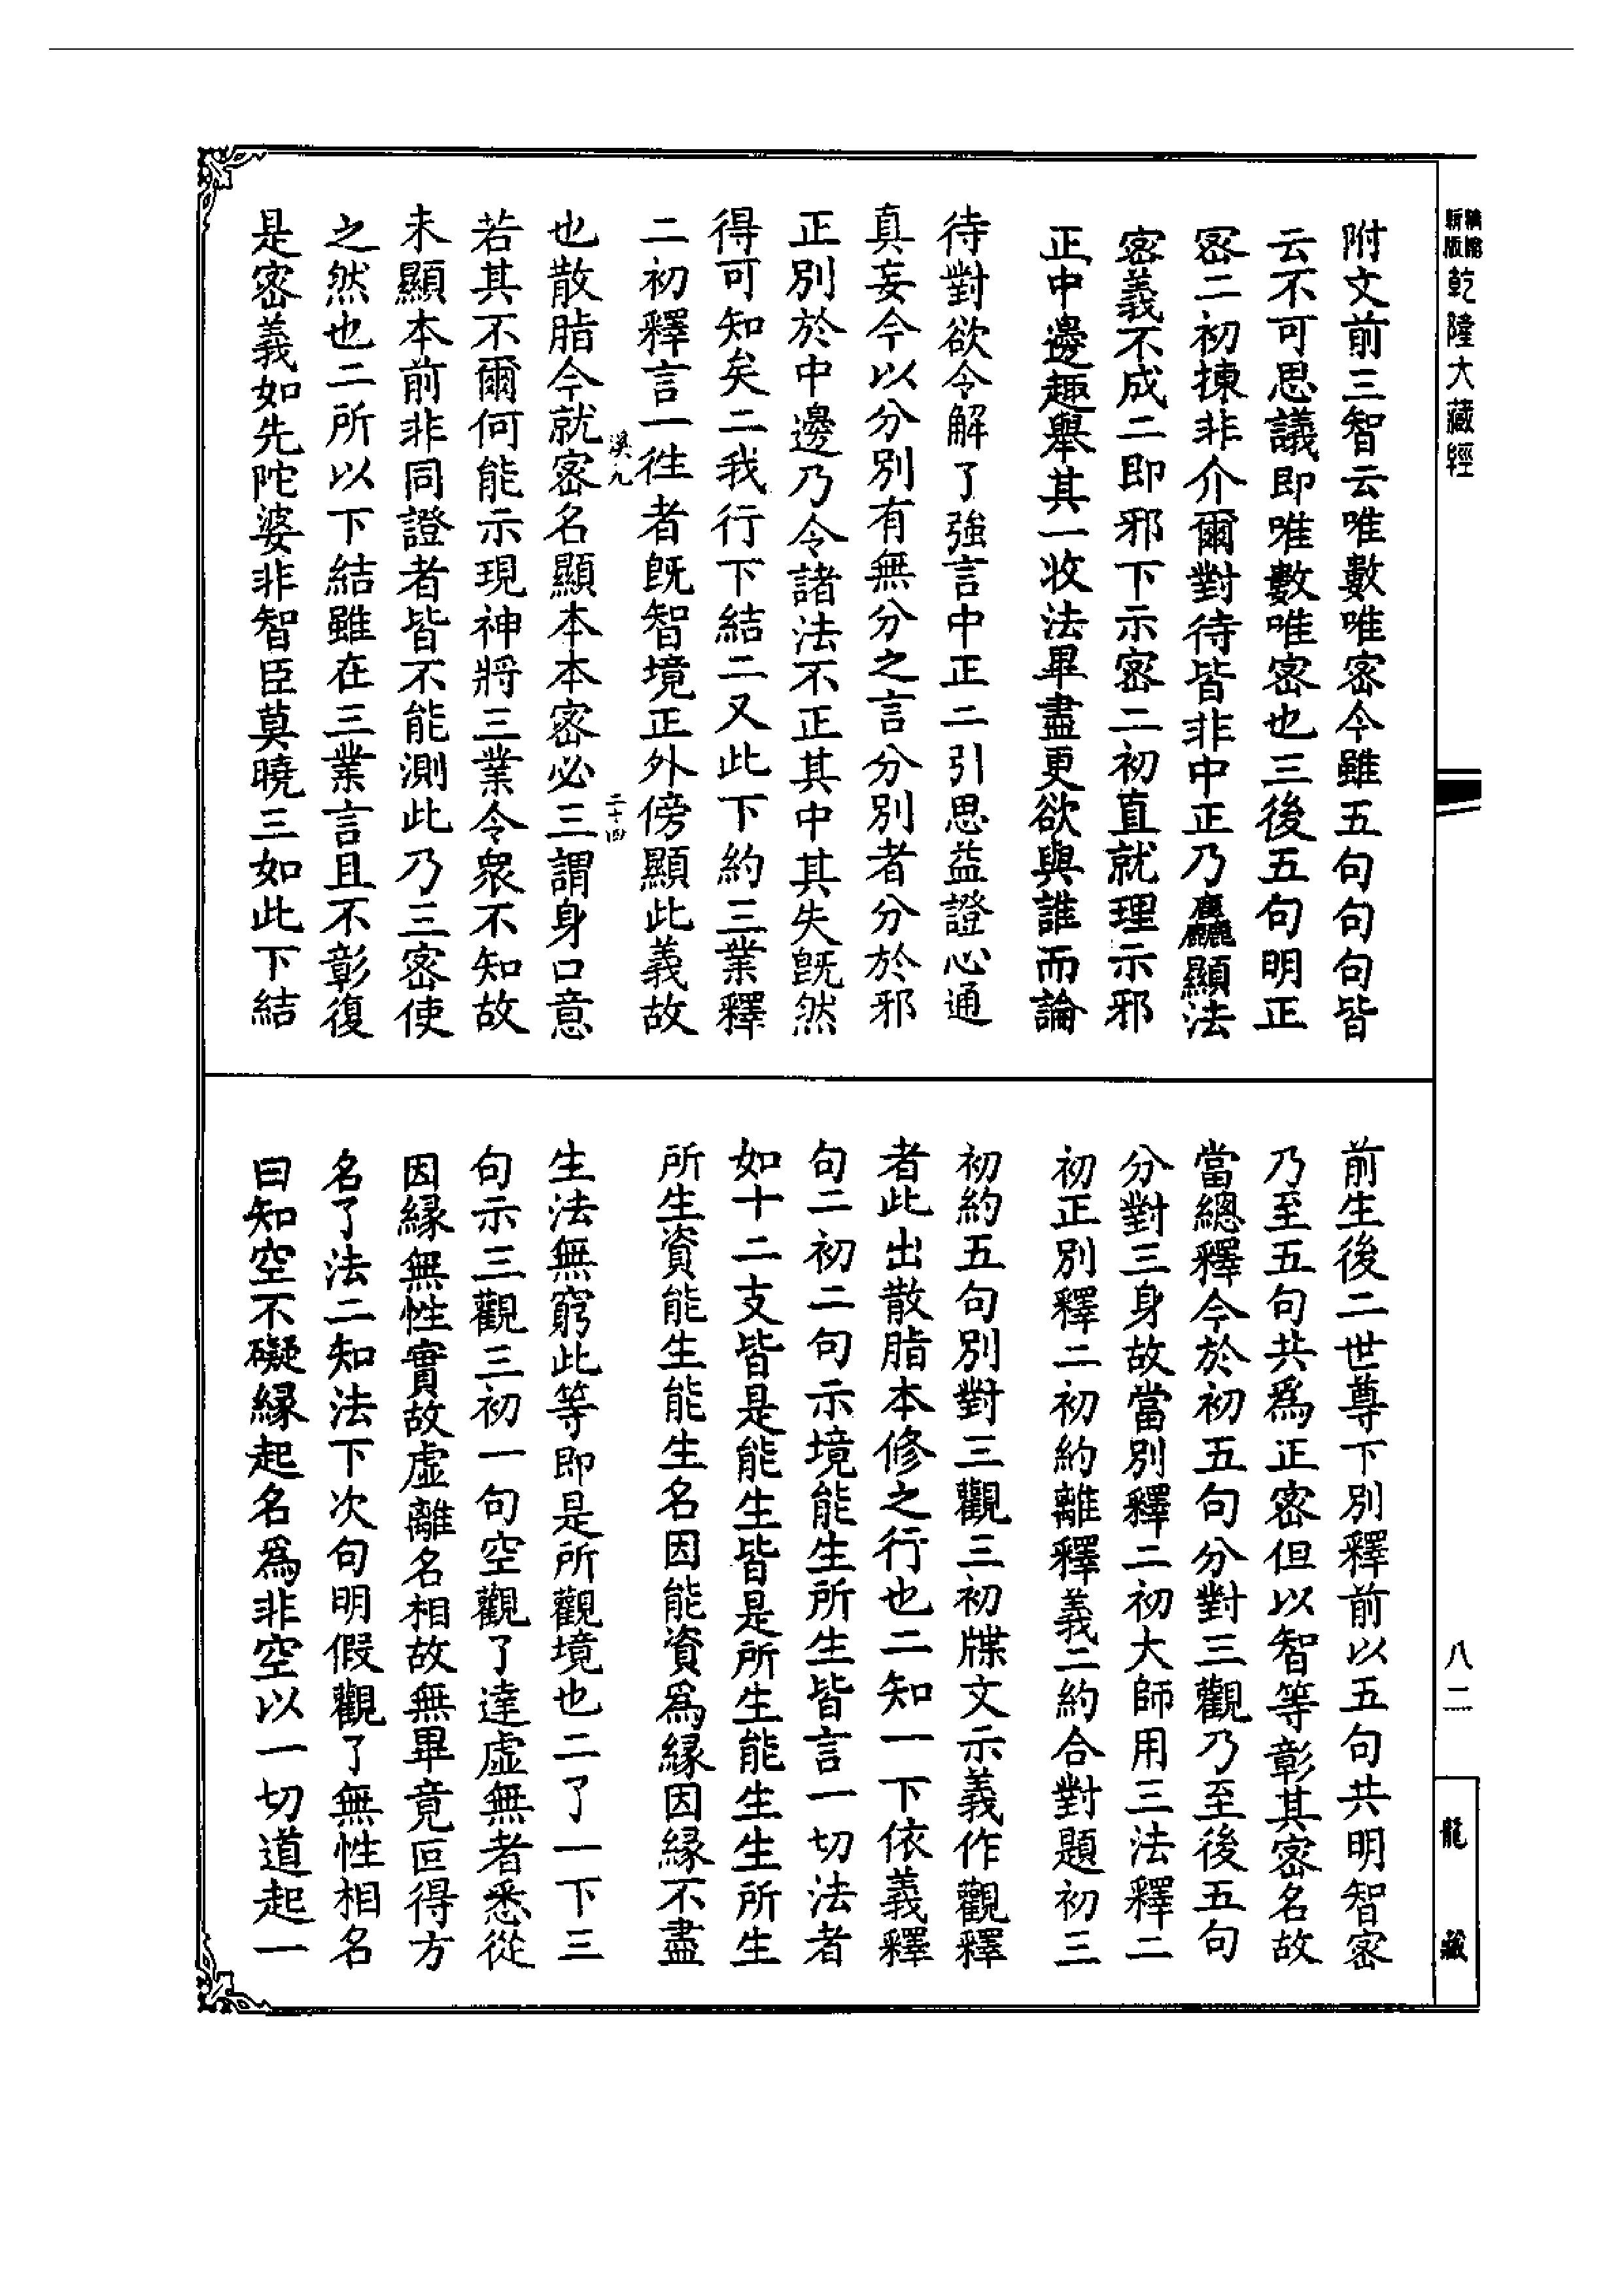 精縮新版乾隆大藏經
附文前三智云唯數唯密今雖五句句句皆
云不可思議即唯數唯密也三後五句明正
密二初揀非介爾對待皆非中正乃麤顯法
密義不成二即邪下示密二初直就理示邪
正中邊趣舉其一收法畢盡更欲與誰而論
待對欲令解了強言中正二引思益證心通
真妄今以分別有無分之言分別者分於邪
正別於中邊乃令諸法不正其中其失既然
得可知矣二我行下結二又此下約三業釋
二初釋言一徃者既智境正外傍顯此義故
漢九
二十四
也散脂今就密名顯本本密必三謂身口意
若其不爾何能示現神將三業令衆不知故
未顯本前非同證者皆不能測此乃三密使
之然也二所以下結雖在三業言且不彰復
是密義如先陀婆非智臣莫曉三如此下結
前生後二世尊下別釋前以五句共明智密
乃至五句共爲正密但以智等彰其密名故
當總釋今於初五句分對三觀乃至後五句
分對三身故當別釋二初大師用三法釋二
初正別釋二初約離釋義二約合對題初三
初約五句別對三觀三初牒文示義作觀釋
者此出散脂本修之行也二知一下依義釋
句二初二句示境能生所生皆言一切法者
如十二支皆是能生皆是所生能生生所生
所生資能生能生名因能資爲緣因緣不盡
生法無窮此等即是所觀境也二了一下三
句示三觀三初一句空觀了達虛無者悉從
因緣無性實故虛離名相故無畢竟叵得方
名了法二知法下次句明假觀了無性相名
曰知空不礙緣起名爲非空以一切道起一
八二
龍藏